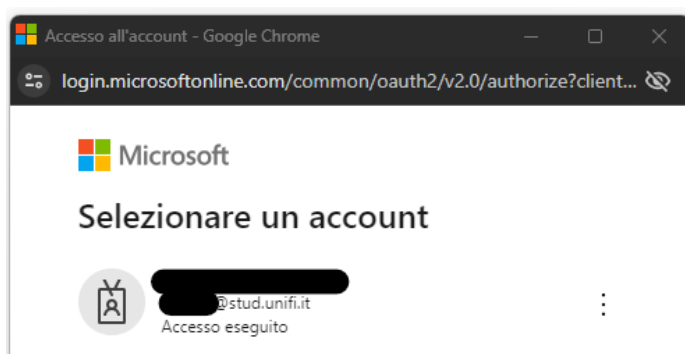 Accesso all'account - Google Chrome
login.microsoftonline.com/common/oauth2/v2.0/authorize?client...
Microsoft
Selezionare un account
@stud.unifi.it
Accesso eseguito